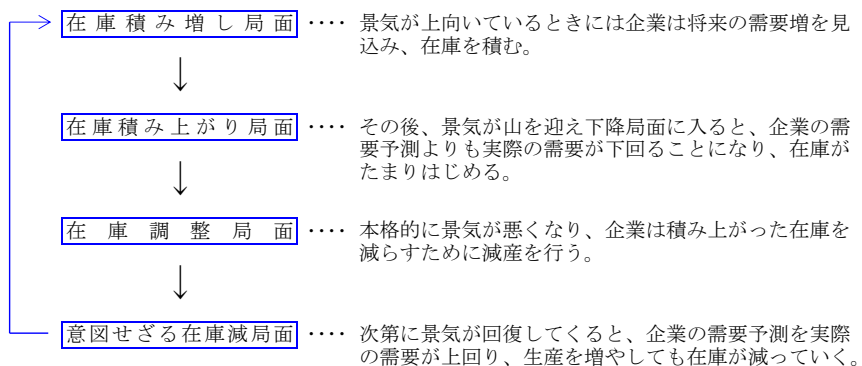 在庫積み増し局面 ‥‥ 景気が上向いているときには企業は将来の需要増を見
込み、在庫を積む。
在庫積み上がり局面 ‥‥ その後、景気が山を迎え下降局面に入ると、企業の需
要予測よりも実際の需要が下回ることになり、在庫が
たまりはじめる。
在庫調整局面 ‥‥ 本格的に景気が悪くなり、企業は積み上がった在庫を
減らすために減産を行う。
意図せざる在庫減局面 ‥‥ 次第に景気が回復してくると、企業の需要予測を実際
の需要が上回り、生産を増やしても在庫が減っていく。